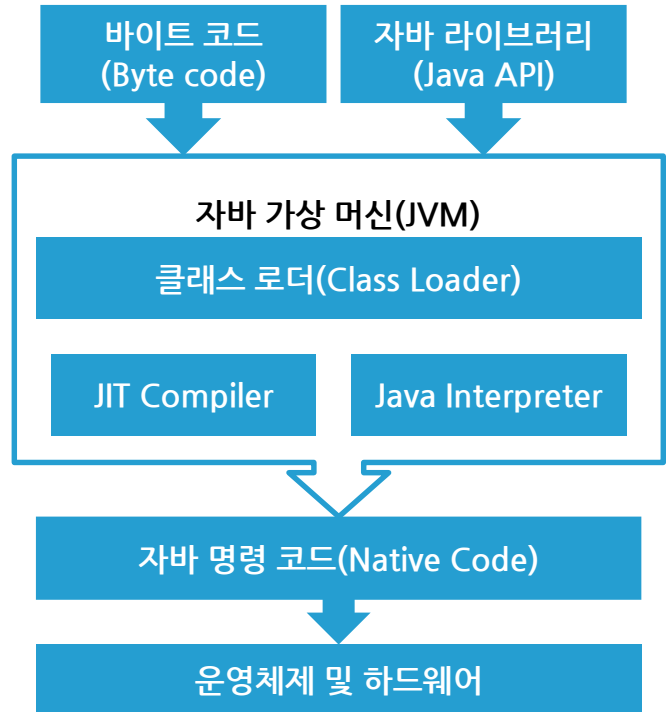 바이트 코드
(Byte code)
자바 라이브러리
(Java API)
자바 가상 머신(JVM)
클래스 로더(Class Loader)
JIT Compiler
Java Interpreter
자바 명령 코드(Native Code)
운영체제 및 하드웨어